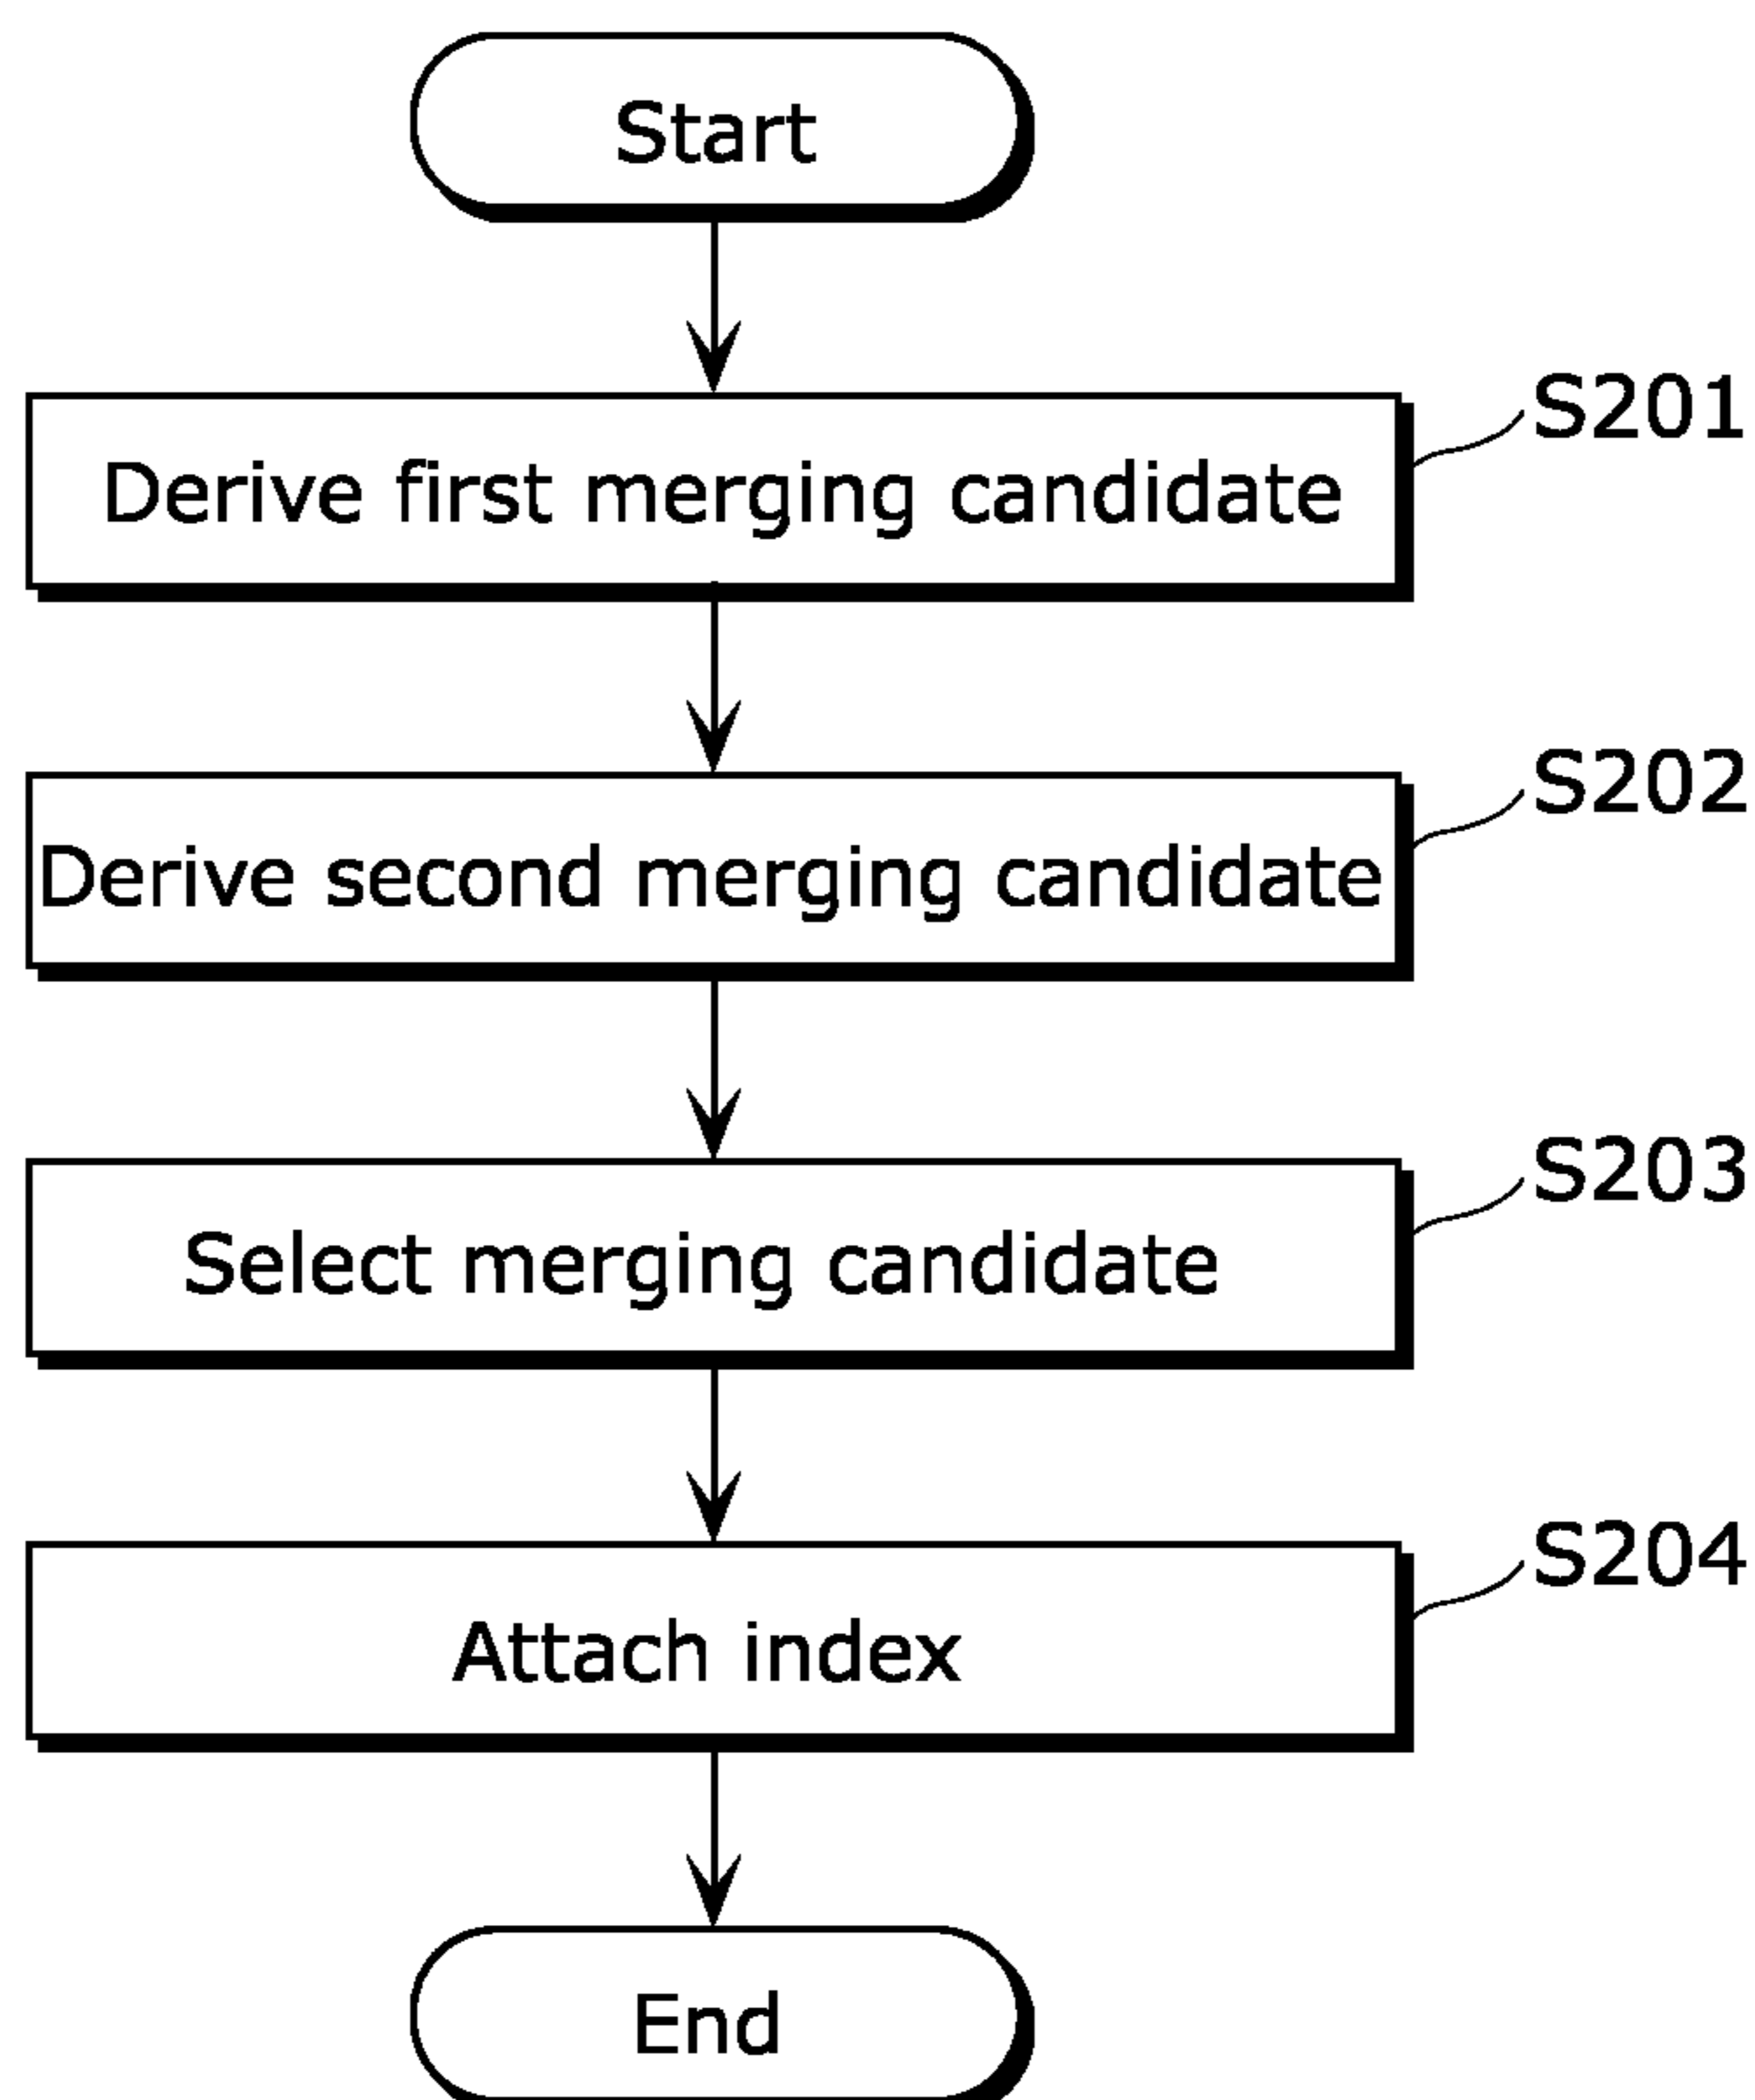 Start
S201
Derive first merging candidate
S202
Derive second merging candidate
S203
Select merging candidate
S204
Attach index
End